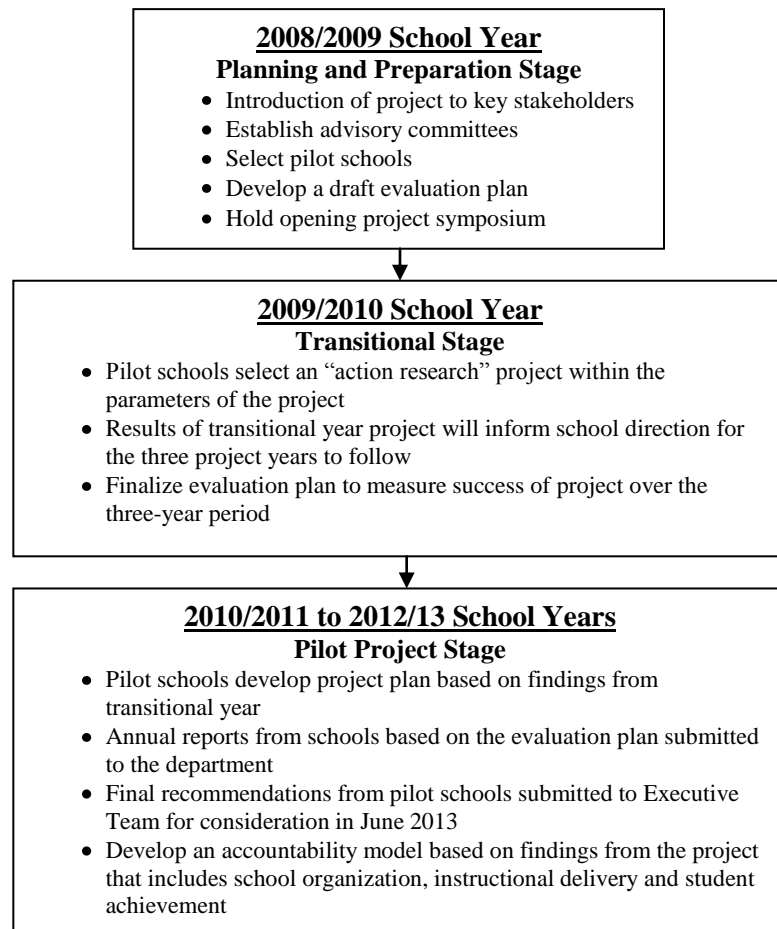 2008/2009 School Year
Planning and Preparation Stage
• Introduction of project to key stakeholders
• Establish advisory committees
• Select pilot schools
• Develop a draft evaluation plan
• Hold opening project symposium
2009/2010 School Year
Transitional Stage
• Pilot schools select an “action research” project within the
parameters of the project
• Results of transitional year project will inform school direction for
the three project years to follow
• Finalize evaluation plan to measure success of project over the
three-year period
2010/2011 to 2012/13 School Years
Pilot Project Stage
• Pilot schools develop project plan based on findings from
transitional year
• Annual reports from schools based on the evaluation plan submitted
to the department
• Final recommendations from pilot schools submitted to Executive
Team for consideration in June 2013
• Develop an accountability model based on findings from the project
that includes school organization, instructional delivery and student
achievement